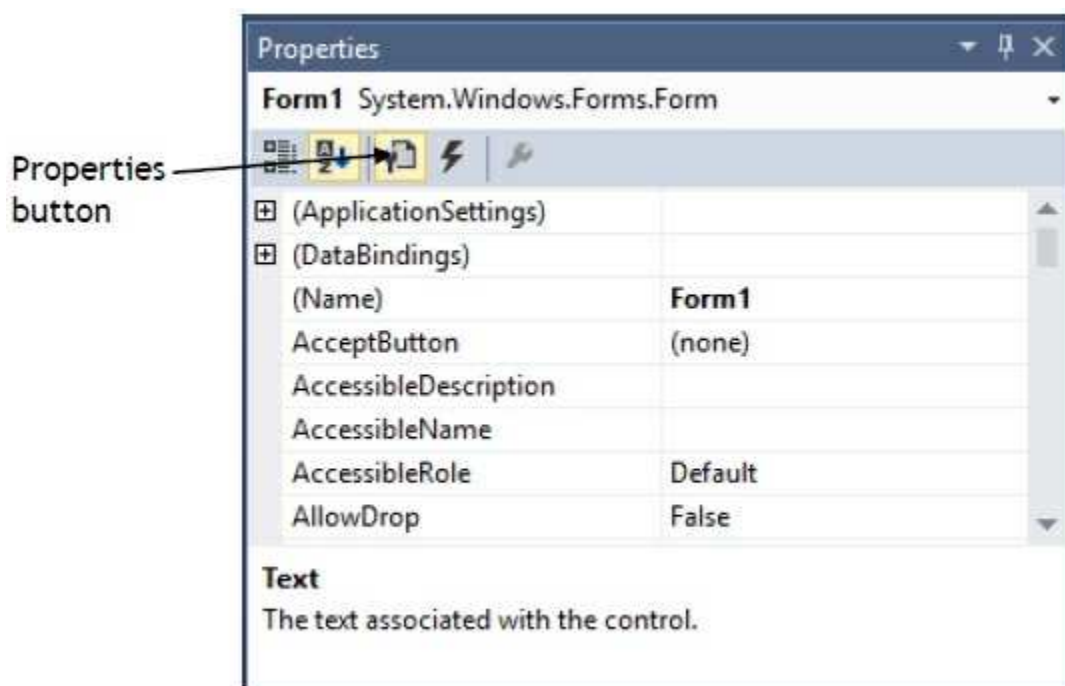 Properties
Form1 System.Windows.Forms.Form
Properties
button
(ApplicationSettings)
(DataBindings)
(Name) Form1
AcceptButton (none)
AccessibleDescription
AccessibleName
AccessibleRole Default
AllowDrop False
Text
The text associated with the control.